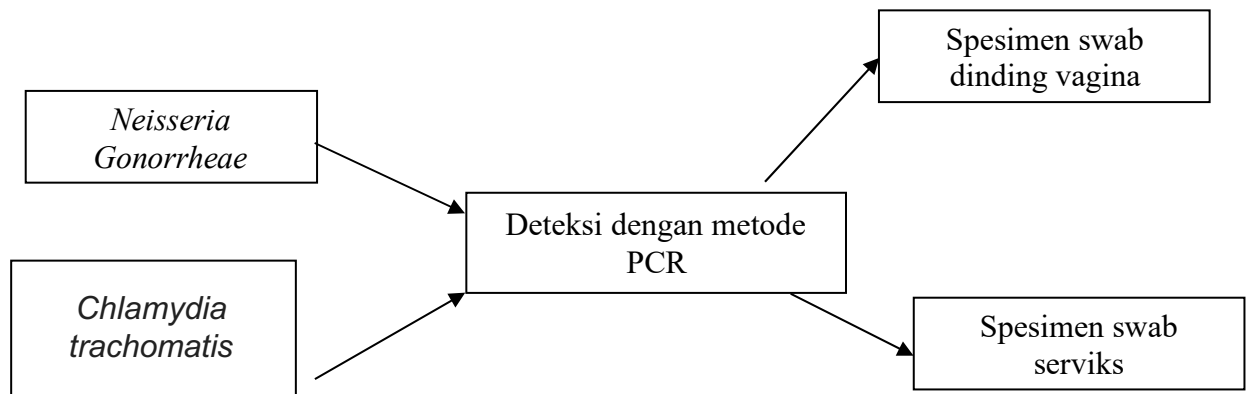 Spesimen swab
dinding vagina
Neisseria
Gonorrheae
Deteksi dengan metode
PCR
Chlamydia
trachomatis
Spesimen swab
serviks